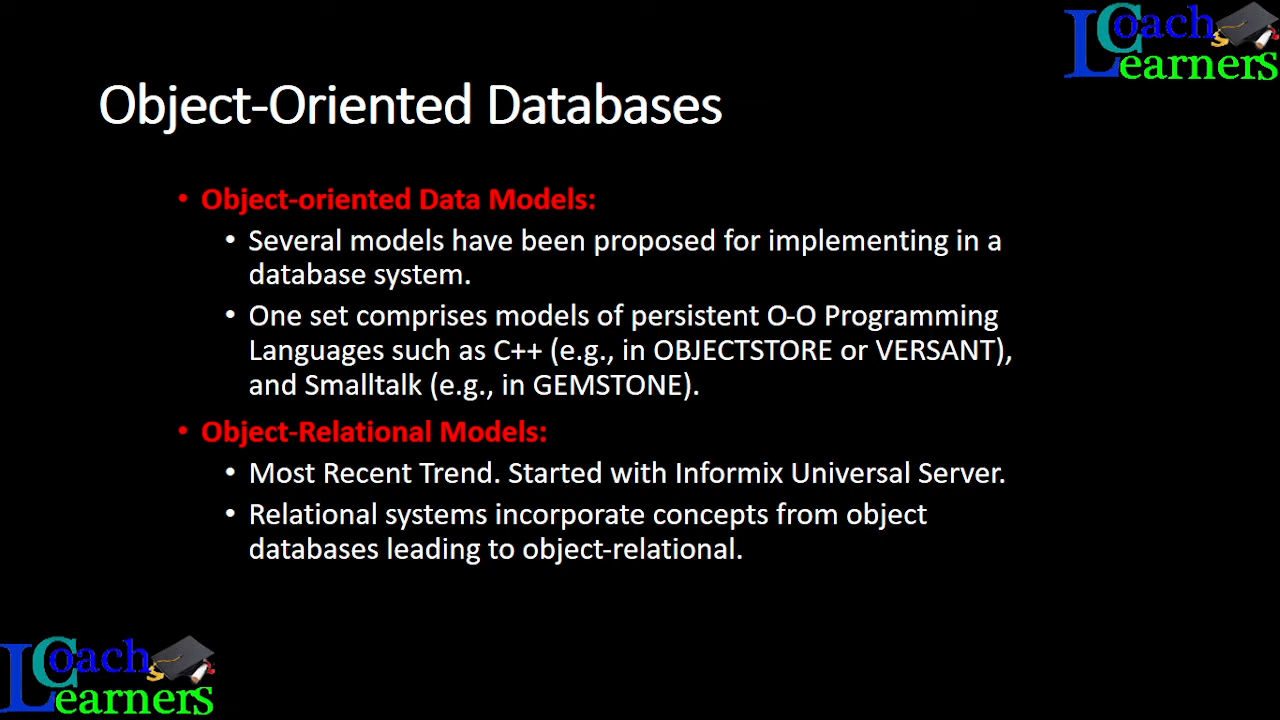 Coach
Learners
Object-Oriented Databases
• Object-oriented Data Models:
• Several models have been proposed for implementing in a
database system.
• One set comprises models of persistent O-O Programming
Languages such as C++ (e.g., in OBJECTSTORE or VERSANT),
and Smalltalk (e.g., in GEMSTONE).
• Object-Relational Models:
• Most Recent Trend. Started with Informix Universal Server.
• Relational systems incorporate concepts from object
databases leading to object-relational.
Coach
Learners